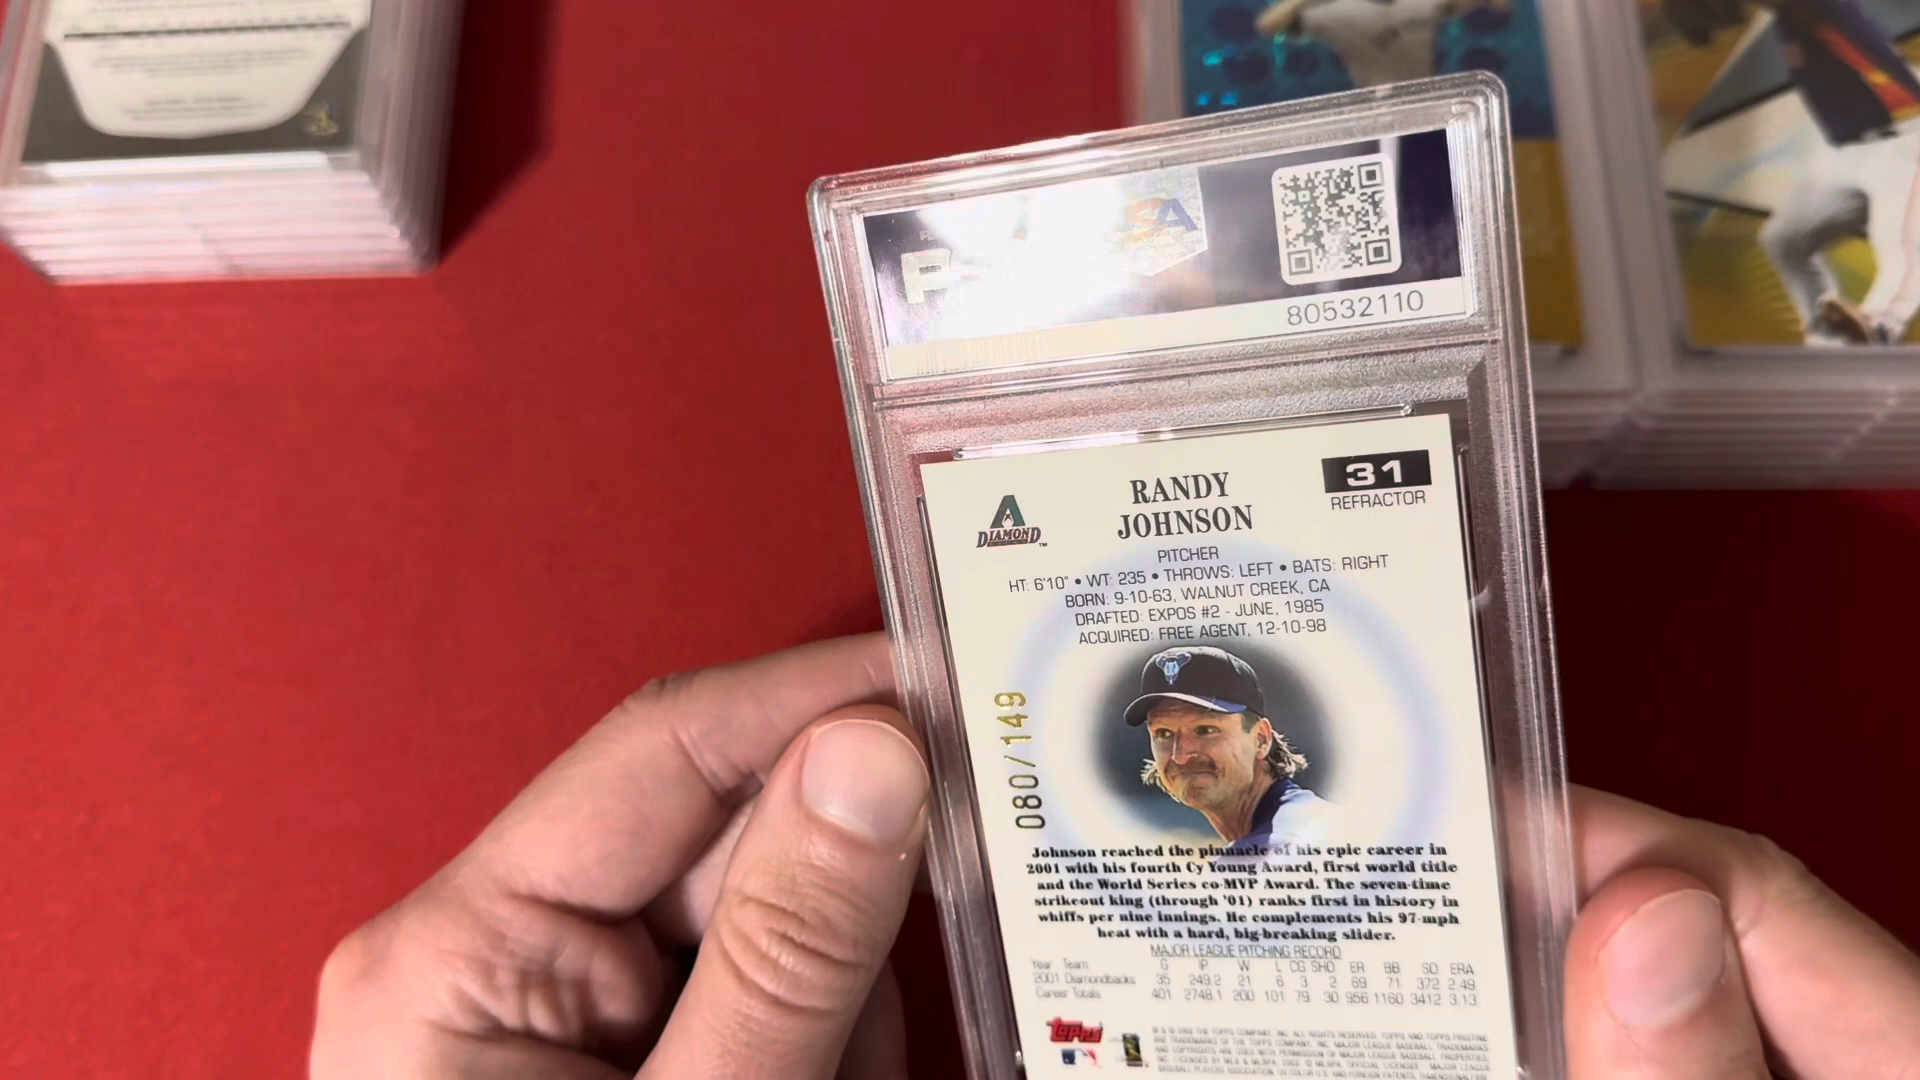 80532110
31
REFRACTOR
RANDY
JOHNSON
DIAMOND
PITCHER
HT: 6'10" • WT: 235 • THROWS: LEFT • BATS: RIGHT
BORN: 9-10-63, WALNUT CREEK, CA
DRAFTED: EXPOS #2 - JUNE, 1985
ACQUIRED: FREE AGENT, 12-10-98
080/149
Johnson reached the pinnacle of his epic career in
2001 with his fourth Cy Young Award, first world title
and the World Series co-MVP Award. The seven-time
strikeout king (through '01) ranks first in history in
whiffs per nine innings. He complements his 97-mph
heat with a hard, big-breaking slider.
MAJOR LEAGUE PITCHING RECORD
Year Team G IP W L CG SHO ER BB SO ERA
2001 Diamondbacks 35 249.2 21 6 3 2 69 71 372 2.49
Career Totals 401 2748.1 200 101 79 30 956 1160 3412 3.13
topps